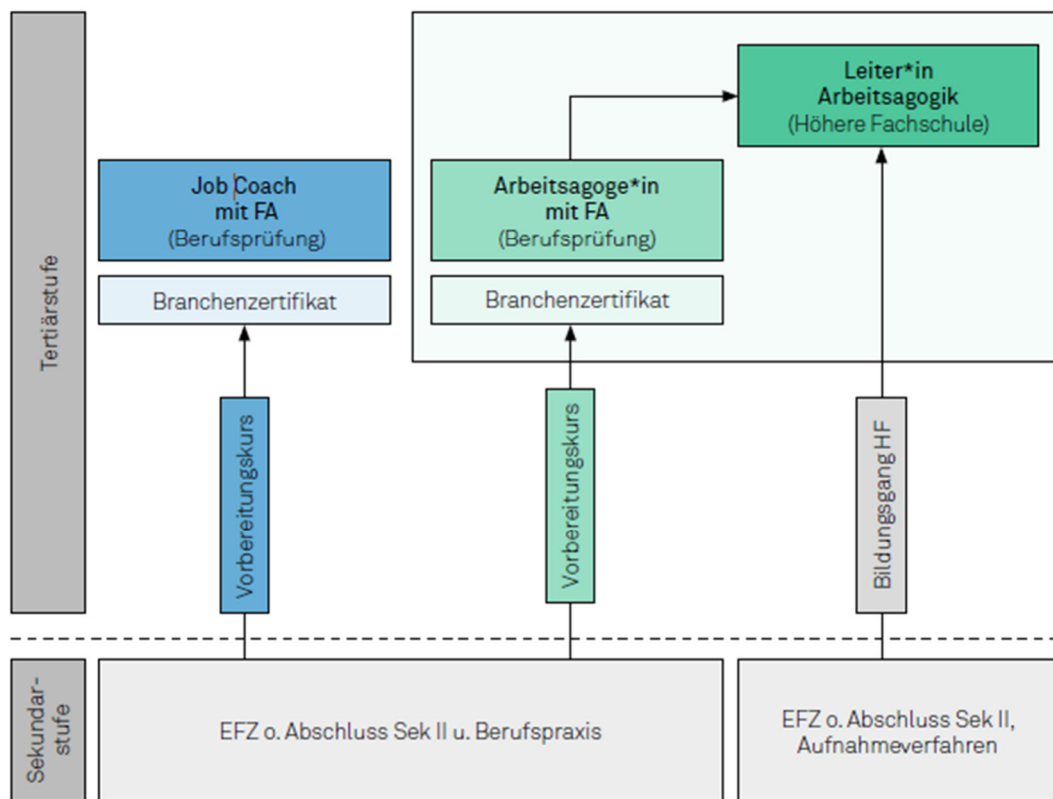 Tertiärstufe
Leiter*in
Arbeitsagogik
(Höhere Fachschule)
Job Coach
mit FA
(Berufsprüfung)
Arbeitsagoge*in
mit FA
(Berufsprüfung)
Branchenzertifikat
Branchenzertifikat
Vorbereitungskurs
Vorbereitungskurs
Bildungsgang HF
Sekundar-
stufe
EFZ o. Abschluss Sek II u. Berufspraxis
EFZ o. Abschluss Sek II,
Aufnahmeverfahren